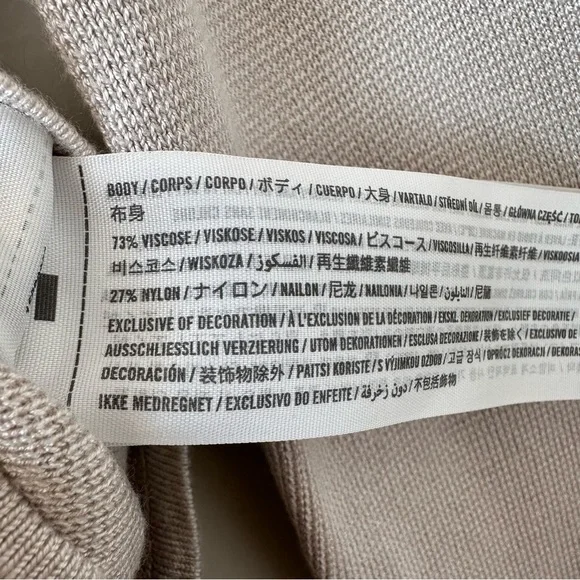 BODY / CORPS / CORPO / ボディ / CUERPO / 大身 / VARTALO / STŘEDNÍ DÍL / 몸통 / GŁÓWNA CZĘŚĆ /
布身
73% VISCOSE / VISKOSE / VISKOS / VISCOSA / ビスコース / VISCOSILLA / 再生纤维素纤维 / VISKOOSIA
비스코스 / WISKOZA / الفسكوز / 再生纖維素纖維
27% NYLON / ナイロン / NAILON / 尼龙 / NAILONIA / 나일론 / النايلون / 尼龍
EXCLUSIVE OF DECORATION / À L'EXCLUSION DE LA DÉCORATION / EKSKL. DEKORATION / EXCLUSIEF DECORATIE /
AUSSCHLIESSLICH VERZIERUNG / UTOM DEKORATIONEN / ESCLUSA DECORAZIONE / 装飾を除く / EXCLUSIVO DE
DECORACIÓN / 装饰物除外 / PAITSI KORISTE / S VÝJIMKOU OZDOB / 고급 장식 / OPRÓCZ DEKORACJI /
IKKE MEDREGNET / EXCLUSIVO DO ENFEITE / دون زخرفة / 不包括飾物